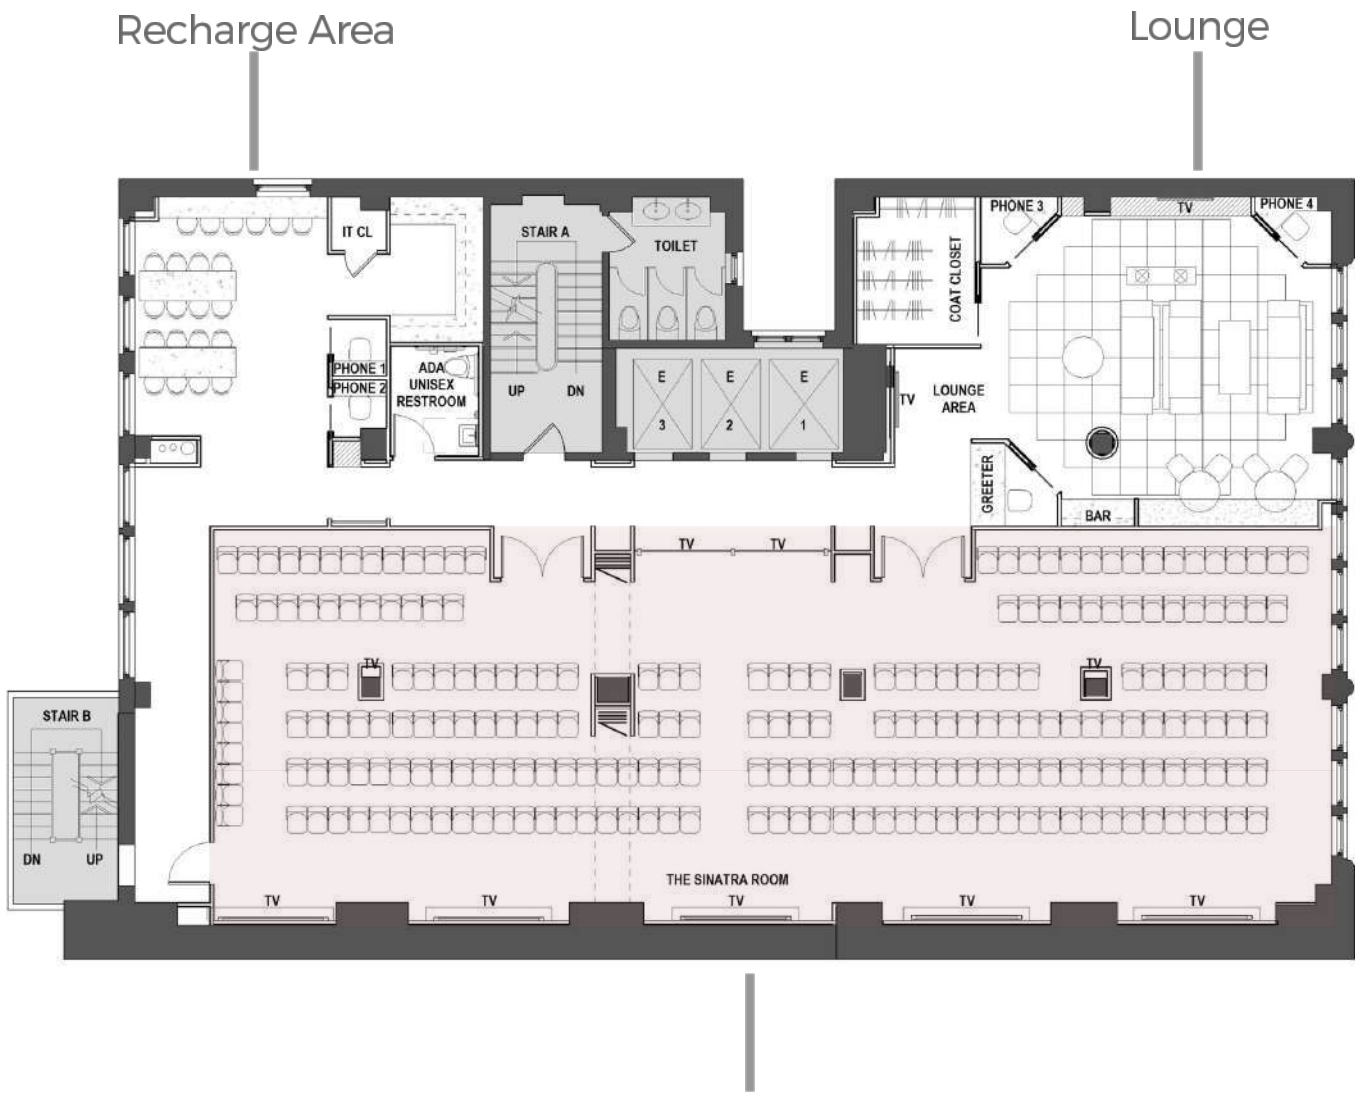 Recharge Area
Lounge
PHONE 3
TV
PHONE 4
IT CL
STAIR A
TOILET
COAT CLOSET
PHONE 1
PHONE 2
ADA
UNISEX
RESTROOM
UP
DN
E
3
E
2
E
1
TV
LOUNGE
AREA
GREETER
BAR
TV
TV
TV
TV
STAIR B
DN
UP
THE SINATRA ROOM
TV
TV
TV
TV
TV